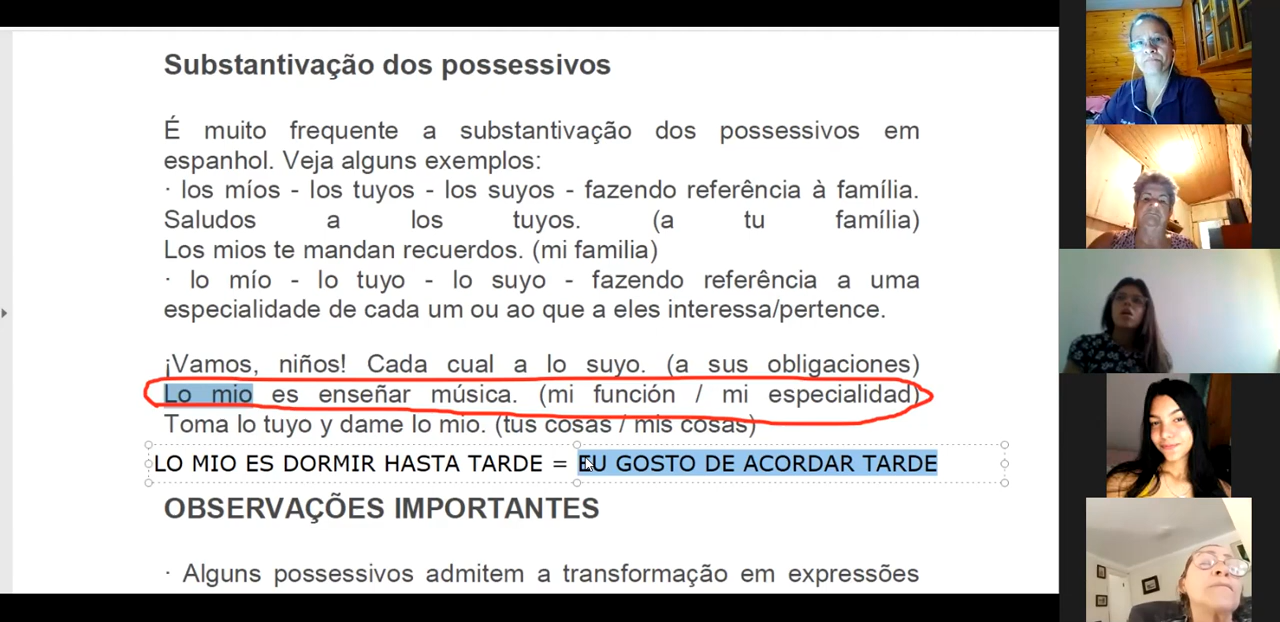 Substantivação dos possessivos
É muito frequente a substantivação dos possessivos em
espanhol. Veja alguns exemplos:
· los míos - los tuyos - los suyos - fazendo referência à família.
Saludos a los tuyos. (a tu família)
Los mios te mandan recuerdos. (mi familia)
· lo mío - lo tuyo - lo suyo - fazendo referência a uma
especialidade de cada um ou ao que a eles interessa/pertence.
¡Vamos, niños! Cada cual a lo suyo. (a sus obligaciones)
Lo mio es enseñar música. (mi función / mi especialidad)
Toma lo tuyo y dame lo mio. (tus cosas / mis cosas)
LO MIO ES DORMIR HASTA TARDE = EU GOSTO DE ACORDAR TARDE
OBSERVAÇÕES IMPORTANTES
· Alguns possessivos admitem a transformação em expressões